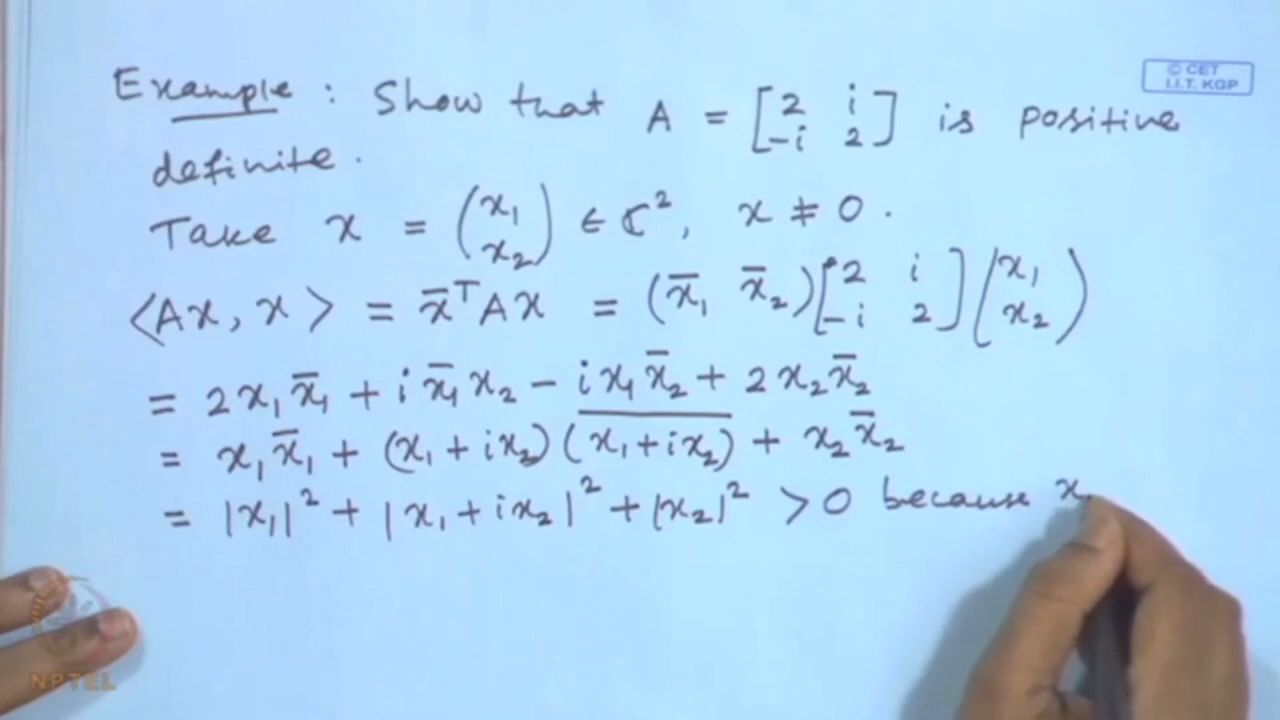 © CET
I.I.T. KGP
Example : Show that A = [2 i; -i 2] is positive
definite.
Take x = (x₁; x₂) ∈ ℂ², x ≠ 0.
⟨Ax, x⟩ = x̄ᵀAx = (x̄₁ x̄₂)[2 i; -i 2](x₁; x₂)
= 2x₁x̄₁ + i x̄₁x₂ − i x₁x̄₂ + 2x₂x̄₂
= x₁x̄₁ + (x₁ + ix₂)(x₁ + ix₂)‾ + x₂x̄₂
= |x₁|² + |x₁ + ix₂|² + |x₂|² > 0 because x
NPTEL